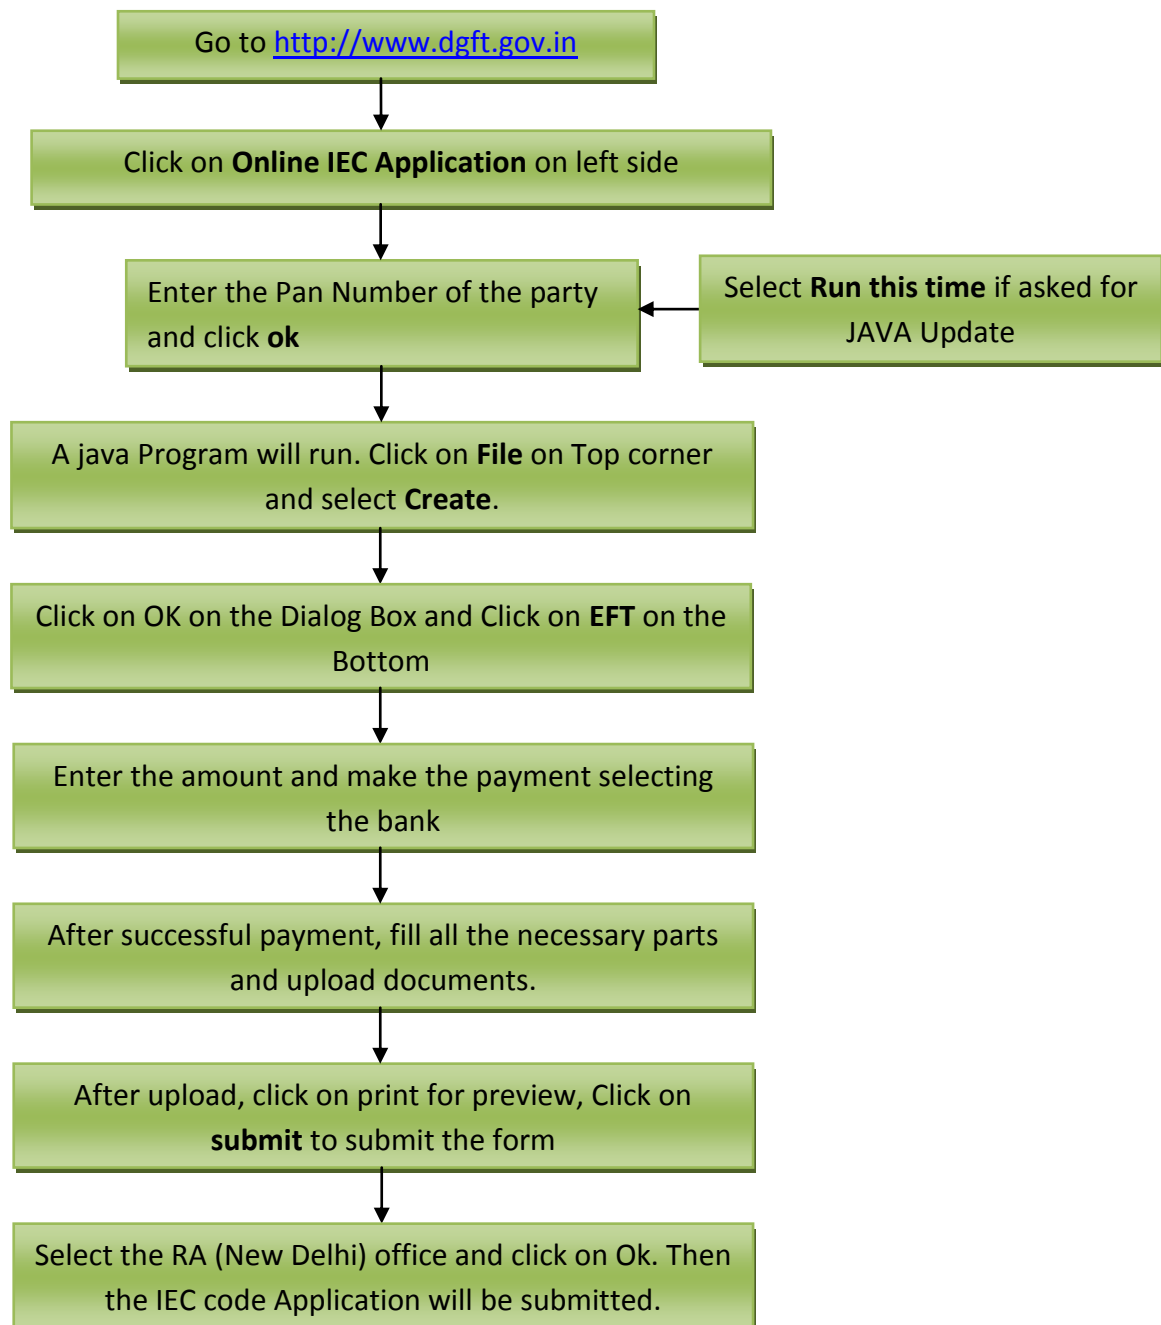 Go to http://www.dgft.gov.in
Click on Online IEC Application on left side
Enter the Pan Number of the party
and click ok
Select Run this time if asked for
JAVA Update
A java Program will run. Click on File on Top corner
and select Create.
Click on OK on the Dialog Box and Click on EFT on the
Bottom
Enter the amount and make the payment selecting
the bank
After successful payment, fill all the necessary parts
and upload documents.
After upload, click on print for preview, Click on
submit to submit the form
Select the RA (New Delhi) office and click on Ok. Then
the IEC code Application will be submitted.